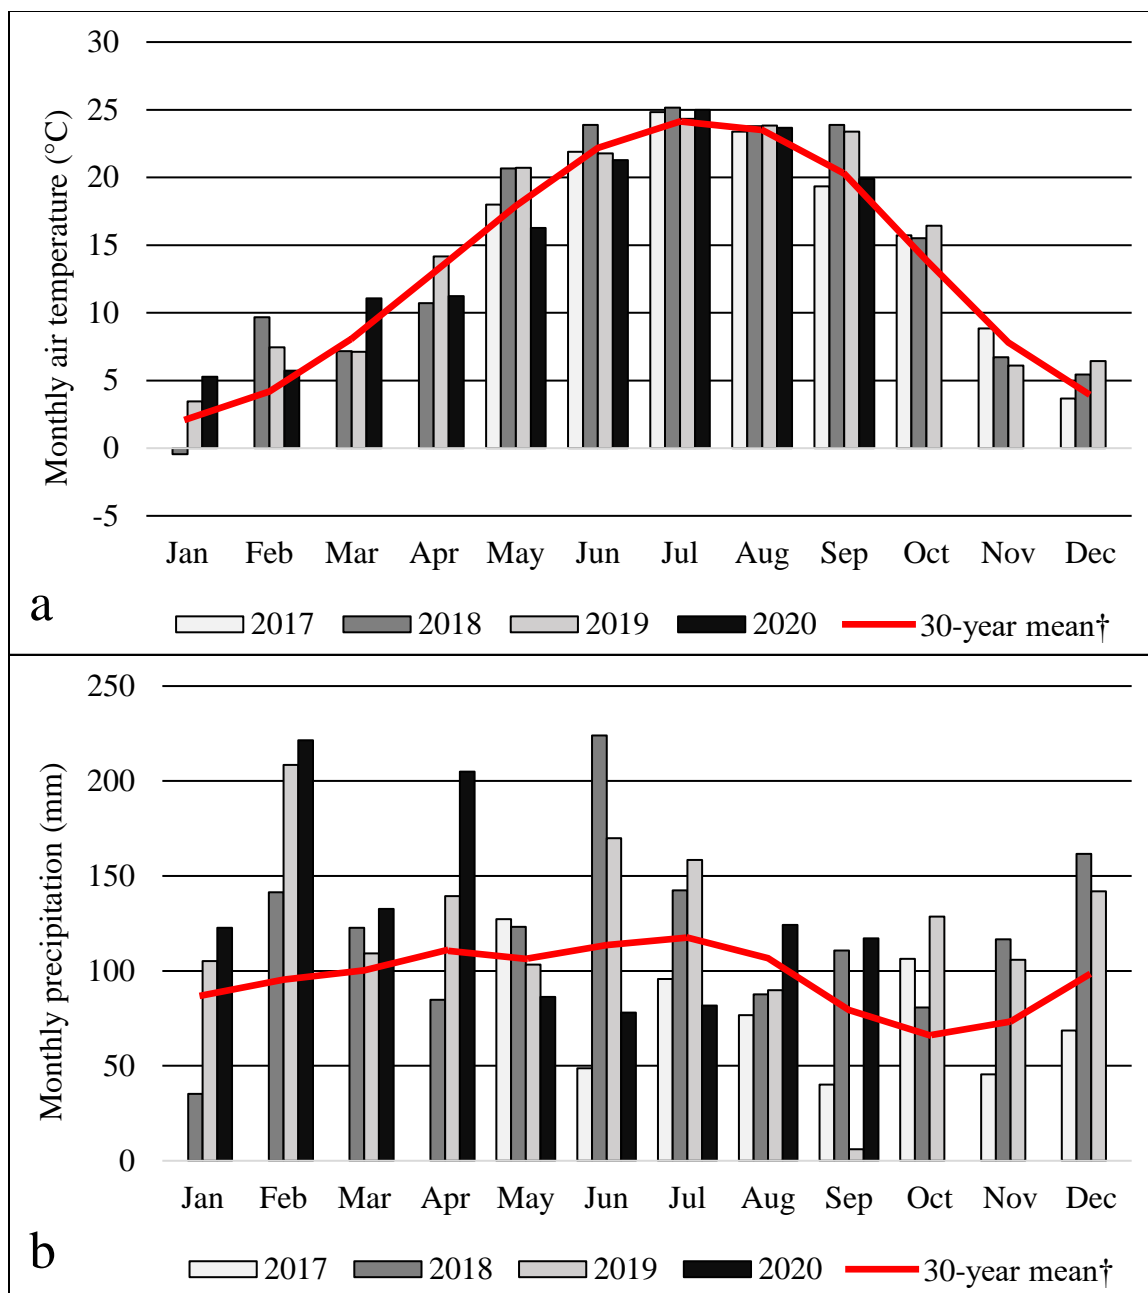 30
25
20
15
10
5
0
-5
Monthly air temperature (°C)
Jan Feb Mar Apr May Jun Jul Aug Sep Oct Nov Dec
a
2017 2018 2019 2020 30-year mean†
250
200
150
100
50
0
Monthly precipitation (mm)
Jan Feb Mar Apr May Jun Jul Aug Sep Oct Nov Dec
b
2017 2018 2019 2020 30-year mean†